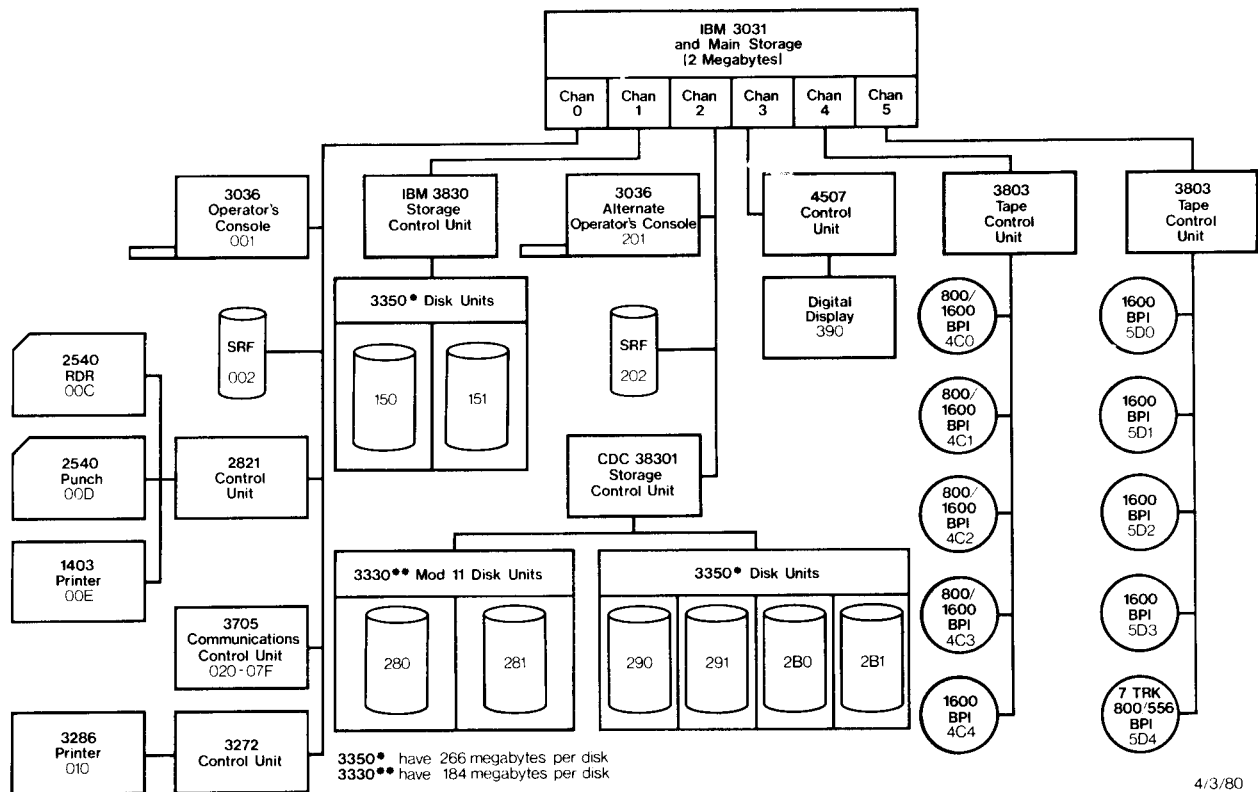 IBM 3031
and Main Storage
(2 Megabytes)
Chan
0
Chan
1
Chan
2
Chan
3
Chan
4
Chan
5
3036
Operator's
Console
001
IBM 3830
Storage
Control Unit
3036
Alternate
Operator's Console
201
4507
Control
Unit
3803
Tape
Control
Unit
3803
Tape
Control
Unit
SRF
002
3350* Disk Units
150
151
SRF
202
Digital
Display
390
2540
RDR
00C
2540
Punch
00D
1403
Printer
00E
2821
Control
Unit
CDC 38301
Storage
Control Unit
3330** Mod 11 Disk Units
280
281
3350* Disk Units
290
291
2B0
2B1
3705
Communications
Control Unit
020-07F
3286
Printer
010
3272
Control Unit
800/
1600
BPI
4C0
800/
1600
BPI
4C1
800/
1600
BPI
4C2
800/
1600
BPI
4C3
1600
BPI
4C4
1600
BPI
5D0
1600
BPI
5D1
1600
BPI
5D2
1600
BPI
5D3
7 TRK
800/556
BPI
5D4
3350* have 266 megabytes per disk
3330** have 184 megabytes per disk
4/3/80